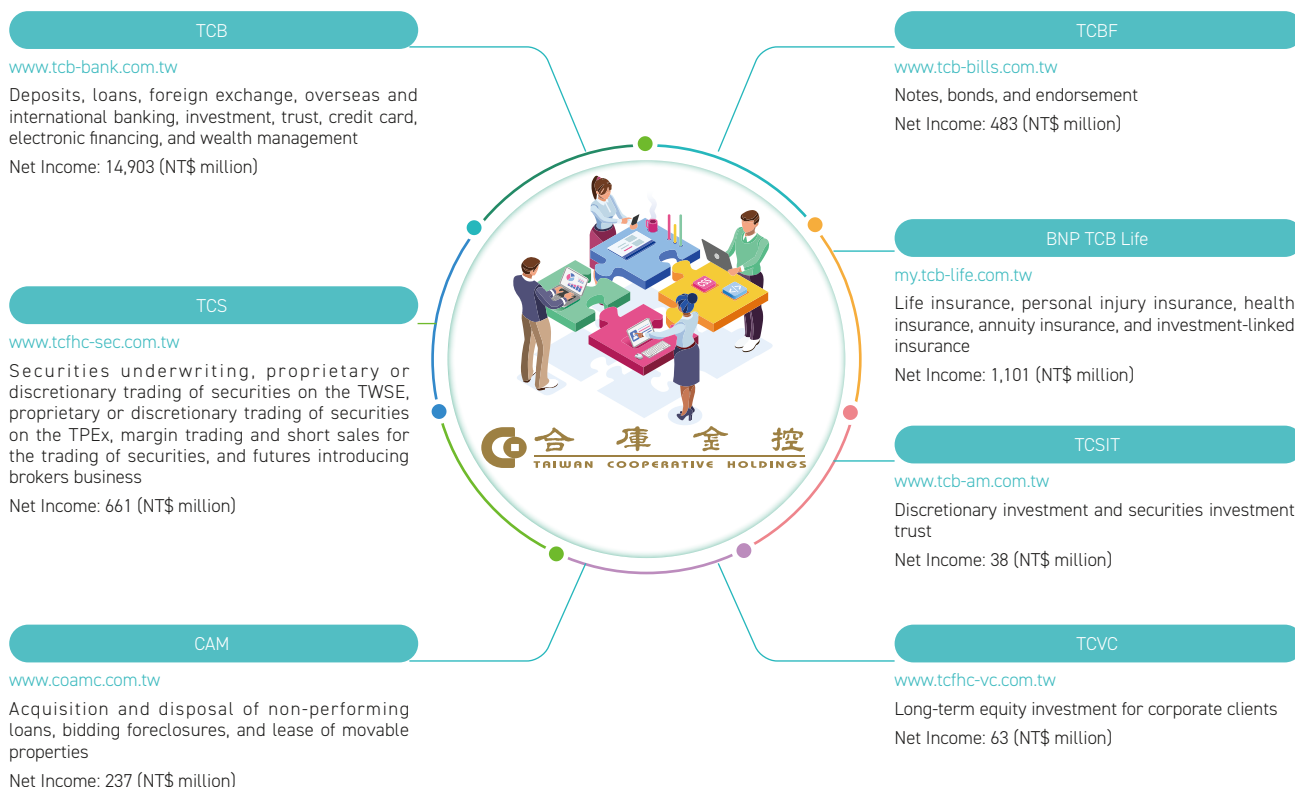 TCB
www.tcb-bank.com.tw
Deposits, loans, foreign exchange, overseas and
international banking, investment, trust, credit card,
electronic financing, and wealth management
Net Income: 14,903 (NT$ million)
TCS
www.tcfhc-sec.com.tw
Securities underwriting, proprietary or
discretionary trading of securities on the TWSE,
proprietary or discretionary trading of securities
on the TPEx, margin trading and short sales for
the trading of securities, and futures introducing
brokers business
Net Income: 661 (NT$ million)
CAM
www.coamc.com.tw
Acquisition and disposal of non-performing
loans, bidding foreclosures, and lease of movable
properties
Net Income: 237 (NT$ million)
合庫金控
TAIWAN COOPERATIVE HOLDINGS
TCBF
www.tcb-bills.com.tw
Notes, bonds, and endorsement
Net Income: 483 (NT$ million)
BNP TCB Life
my.tcb-life.com.tw
Life insurance, personal injury insurance, health
insurance, annuity insurance, and investment-linked
insurance
Net Income: 1,101 (NT$ million)
TCSIT
www.tcb-am.com.tw
Discretionary investment and securities investment
trust
Net Income: 38 (NT$ million)
TCVC
www.tcfhc-vc.com.tw
Long-term equity investment for corporate clients
Net Income: 63 (NT$ million)